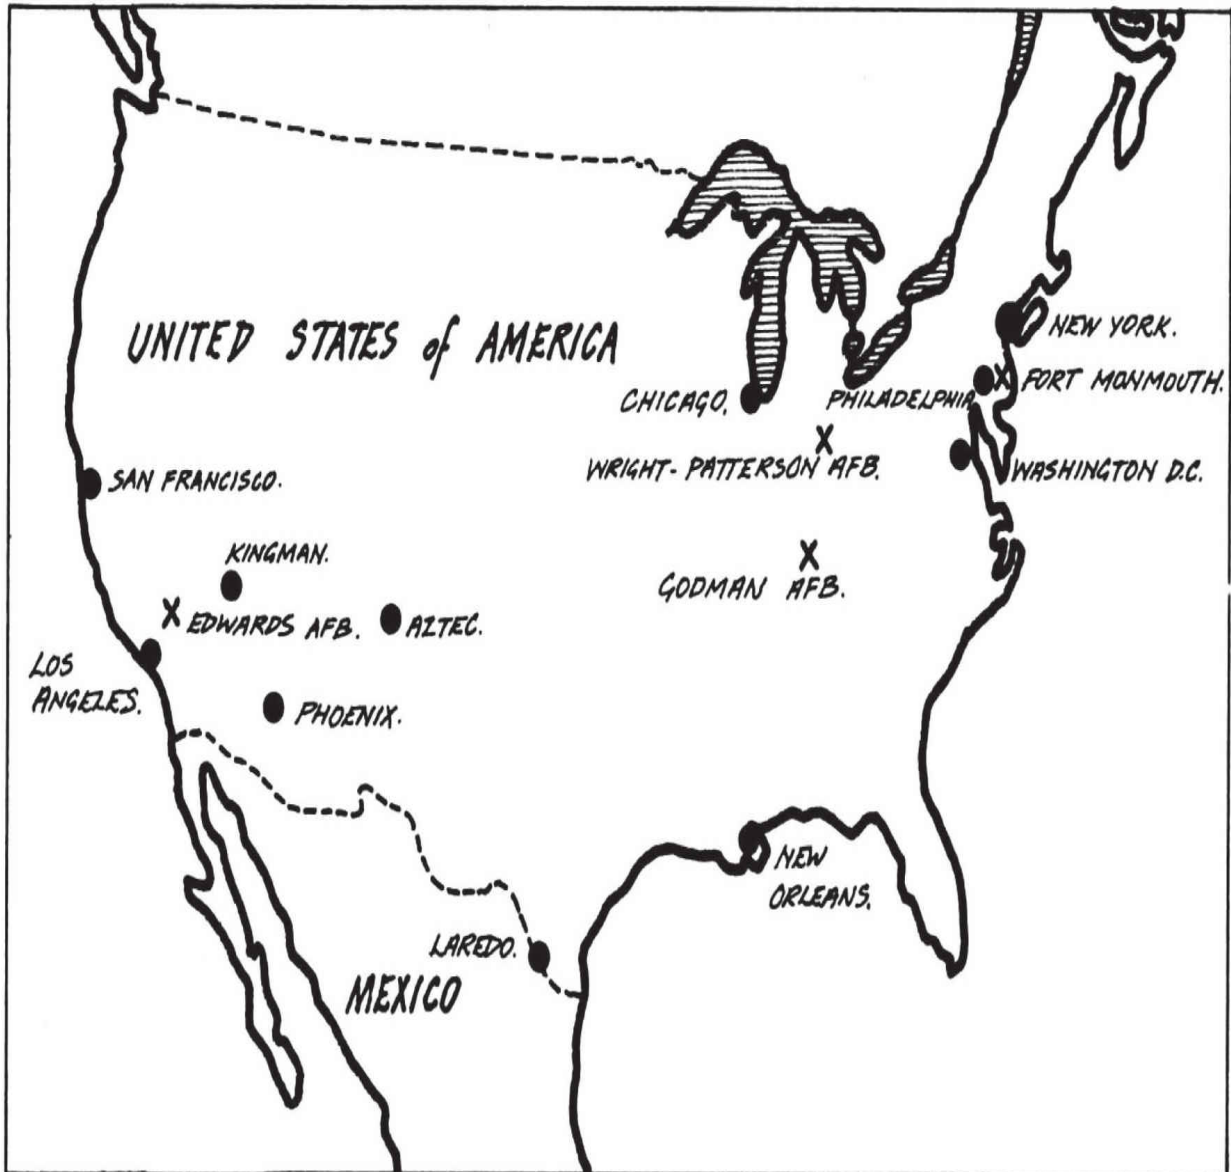 UNITED STATES of AMERICA
NEW YORK.
CHICAGO.
PHILADELPHIA
FORT MONMOUTH.
WRIGHT-PATTERSON AFB.
WASHINGTON D.C.
SAN FRANCISCO.
KINGMAN.
GODMAN AFB.
EDWARDS AFB.
AZTEC.
LOS
ANGELES.
PHOENIX.
NEW
ORLEANS.
LAREDO.
MEXICO